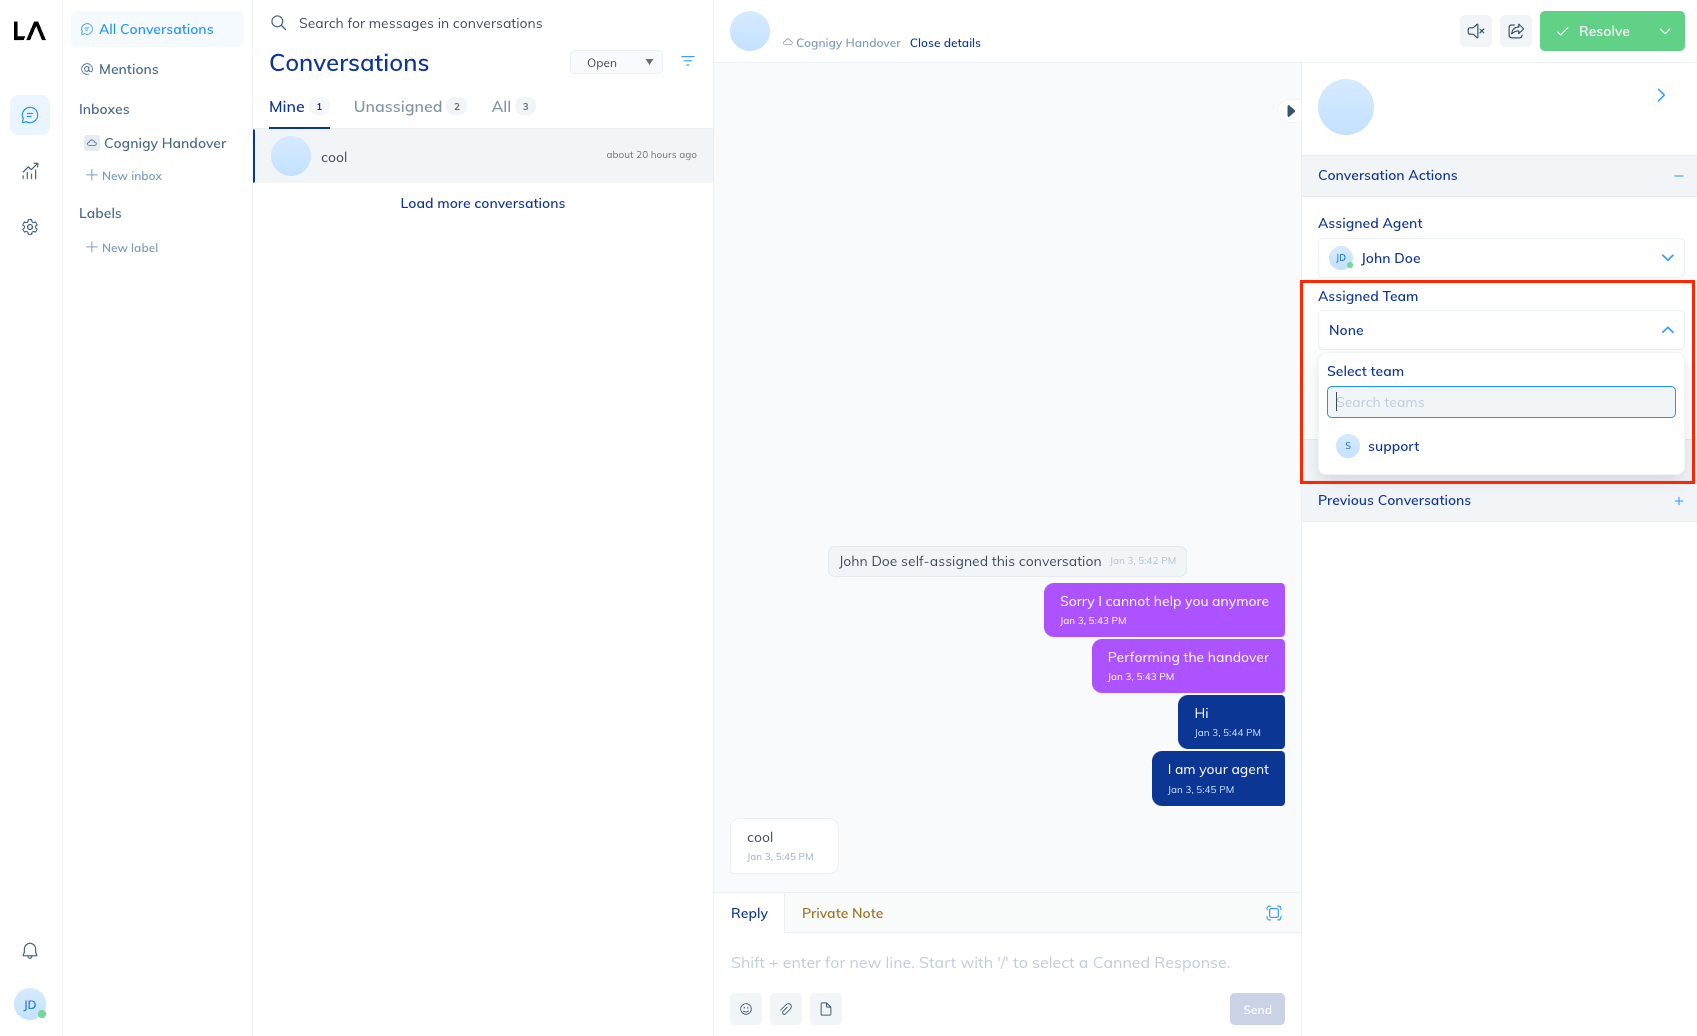 LA
All Conversations
Mentions
Inboxes
Cognigy Handover
New inbox
Labels
New label
JD
Search for messages in conversations
Conversations
Open
Mine 1 Unassigned 2 All 3
cool about 20 hours ago
Load more conversations
Cognigy Handover Close details
Resolve
John Doe self-assigned this conversation Jan 3, 5:42 PM
Sorry I cannot help you anymore
Jan 3, 5:43 PM
Performing the handover
Jan 3, 5:43 PM
Hi
Jan 3, 5:44 PM
I am your agent
Jan 3, 5:45 PM
cool
Jan 3, 5:45 PM
Reply Private Note
Shift + enter for new line. Start with '/' to select a Canned Response.
Send
Conversation Actions
Assigned Agent
JD John Doe
Assigned Team
None
Select team
Search teams
S support
Previous Conversations